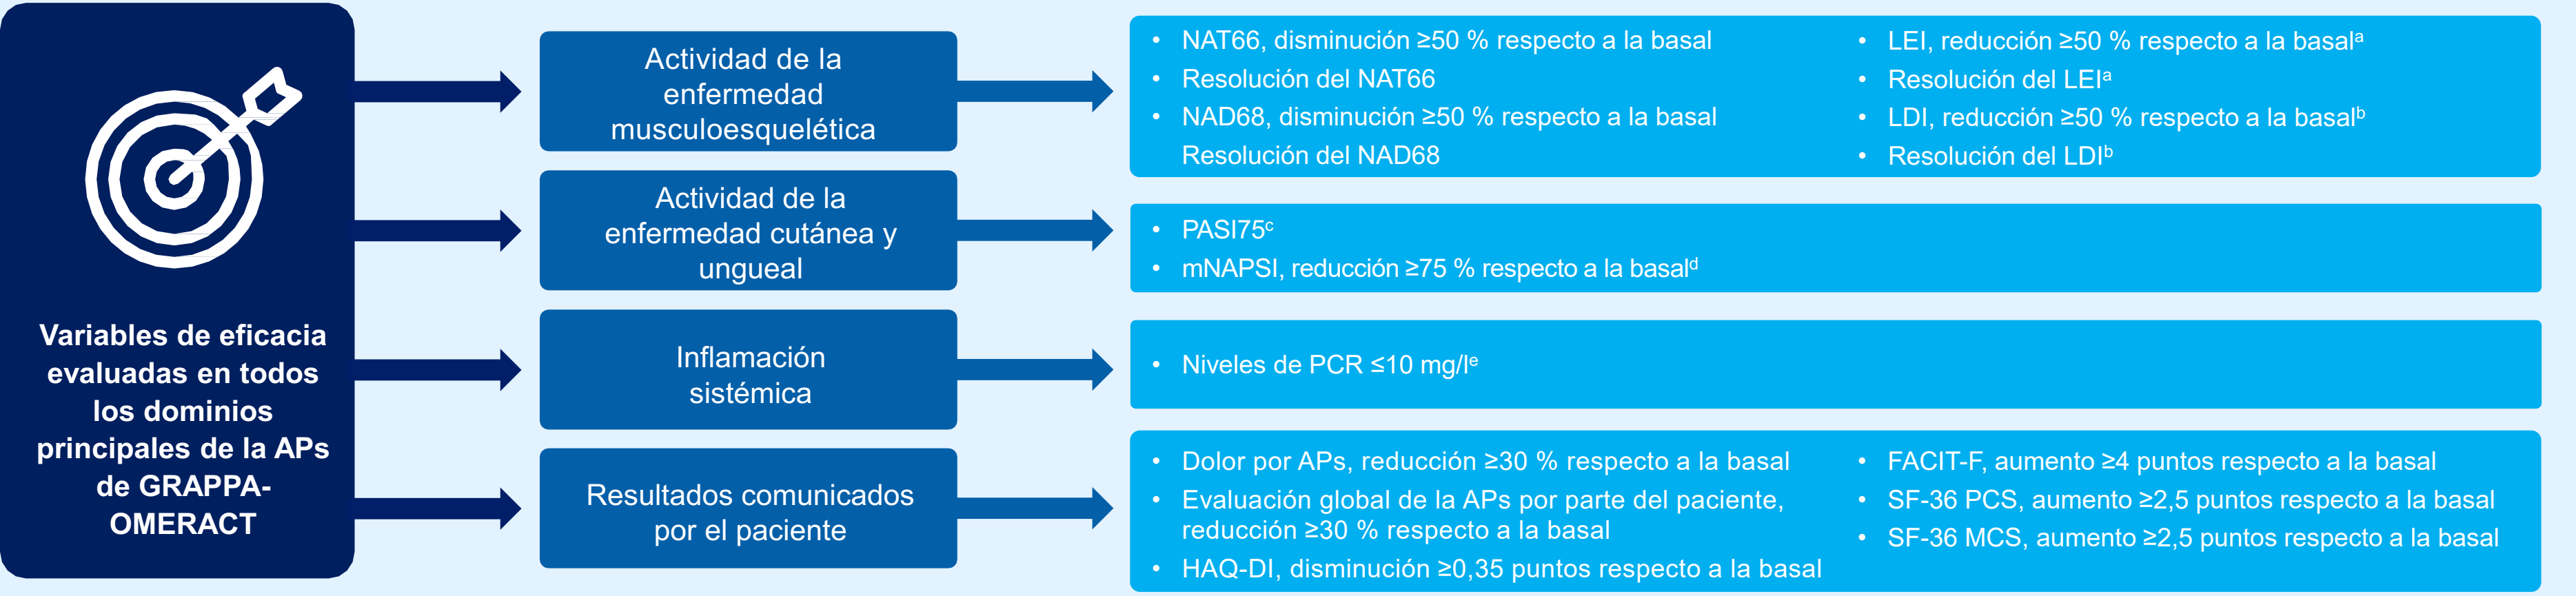 Variables de eficacia
evaluadas en todos
los dominios
principales de la APs
de GRAPPA-
OMERACT
Actividad de la
enfermedad
musculoesquelética
• NAT66, disminución ≥50 % respecto a la basal
• Resolución del NAT66
• NAD68, disminución ≥50 % respecto a la basal
Resolución del NAD68
• LEI, reducción ≥50 % respecto a la basalᵃ
• Resolución del LEIᵃ
• LDI, reducción ≥50 % respecto a la basalᵇ
• Resolución del LDIᵇ
Actividad de la
enfermedad cutánea y
ungueal
• PASI75ᶜ
• mNAPSI, reducción ≥75 % respecto a la basalᵈ
Inflamación
sistémica
• Niveles de PCR ≤10 mg/lᵉ
Resultados comunicados
por el paciente
• Dolor por APs, reducción ≥30 % respecto a la basal
• Evaluación global de la APs por parte del paciente,
reducción ≥30 % respecto a la basal
• HAQ-DI, disminución ≥0,35 puntos respecto a la basal
• FACIT-F, aumento ≥4 puntos respecto a la basal
• SF-36 PCS, aumento ≥2,5 puntos respecto a la basal
• SF-36 MCS, aumento ≥2,5 puntos respecto a la basal